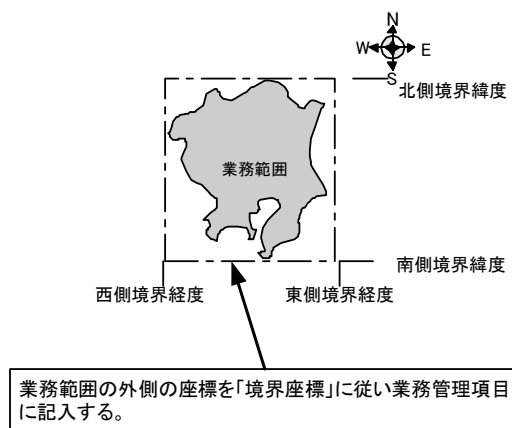 N
W E
S
北側境界緯度
業務範囲
南側境界緯度
西側境界経度 東側境界経度
業務範囲の外側の座標を「境界座標」に従い業務管理項目
に記入する。